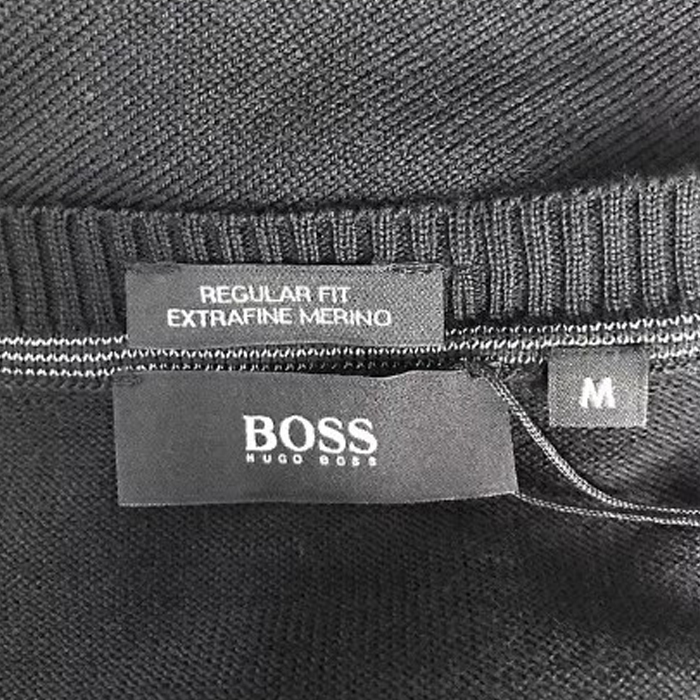 REGULAR FIT
EXTRAFINE MERINO
M
BOSS
HUGO BOSS